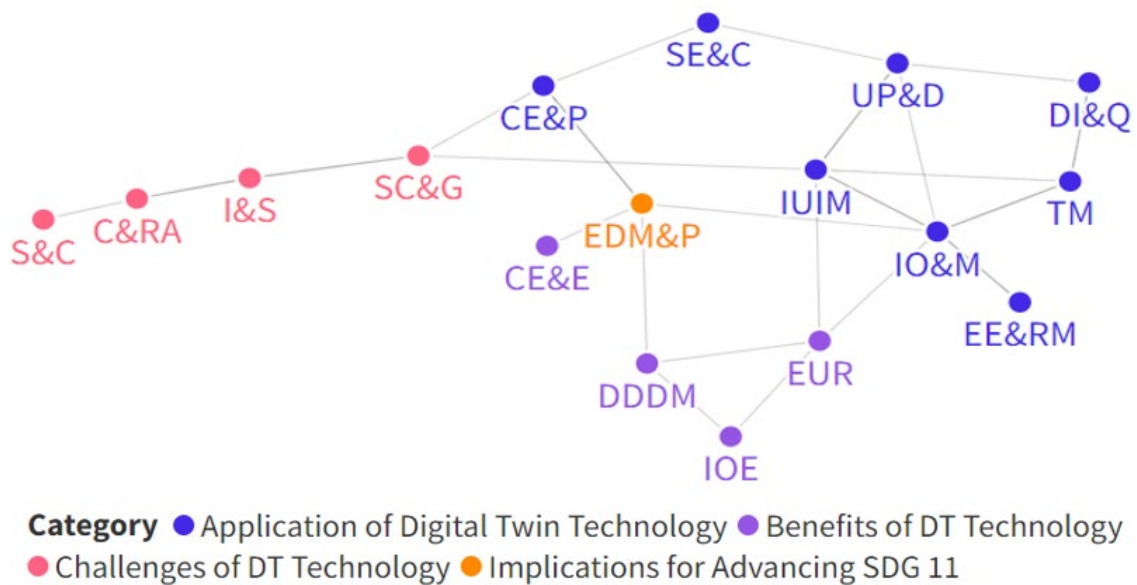 SE&C
UP&D
DI&Q
CE&P
SC&G
I&S
C&RA
S&C
IUIM
TM
EDM&P
IO&M
CE&E
EE&RM
EUR
DDDM
IOE
Category Application of Digital Twin Technology Benefits of DT Technology
Challenges of DT Technology Implications for Advancing SDG 11